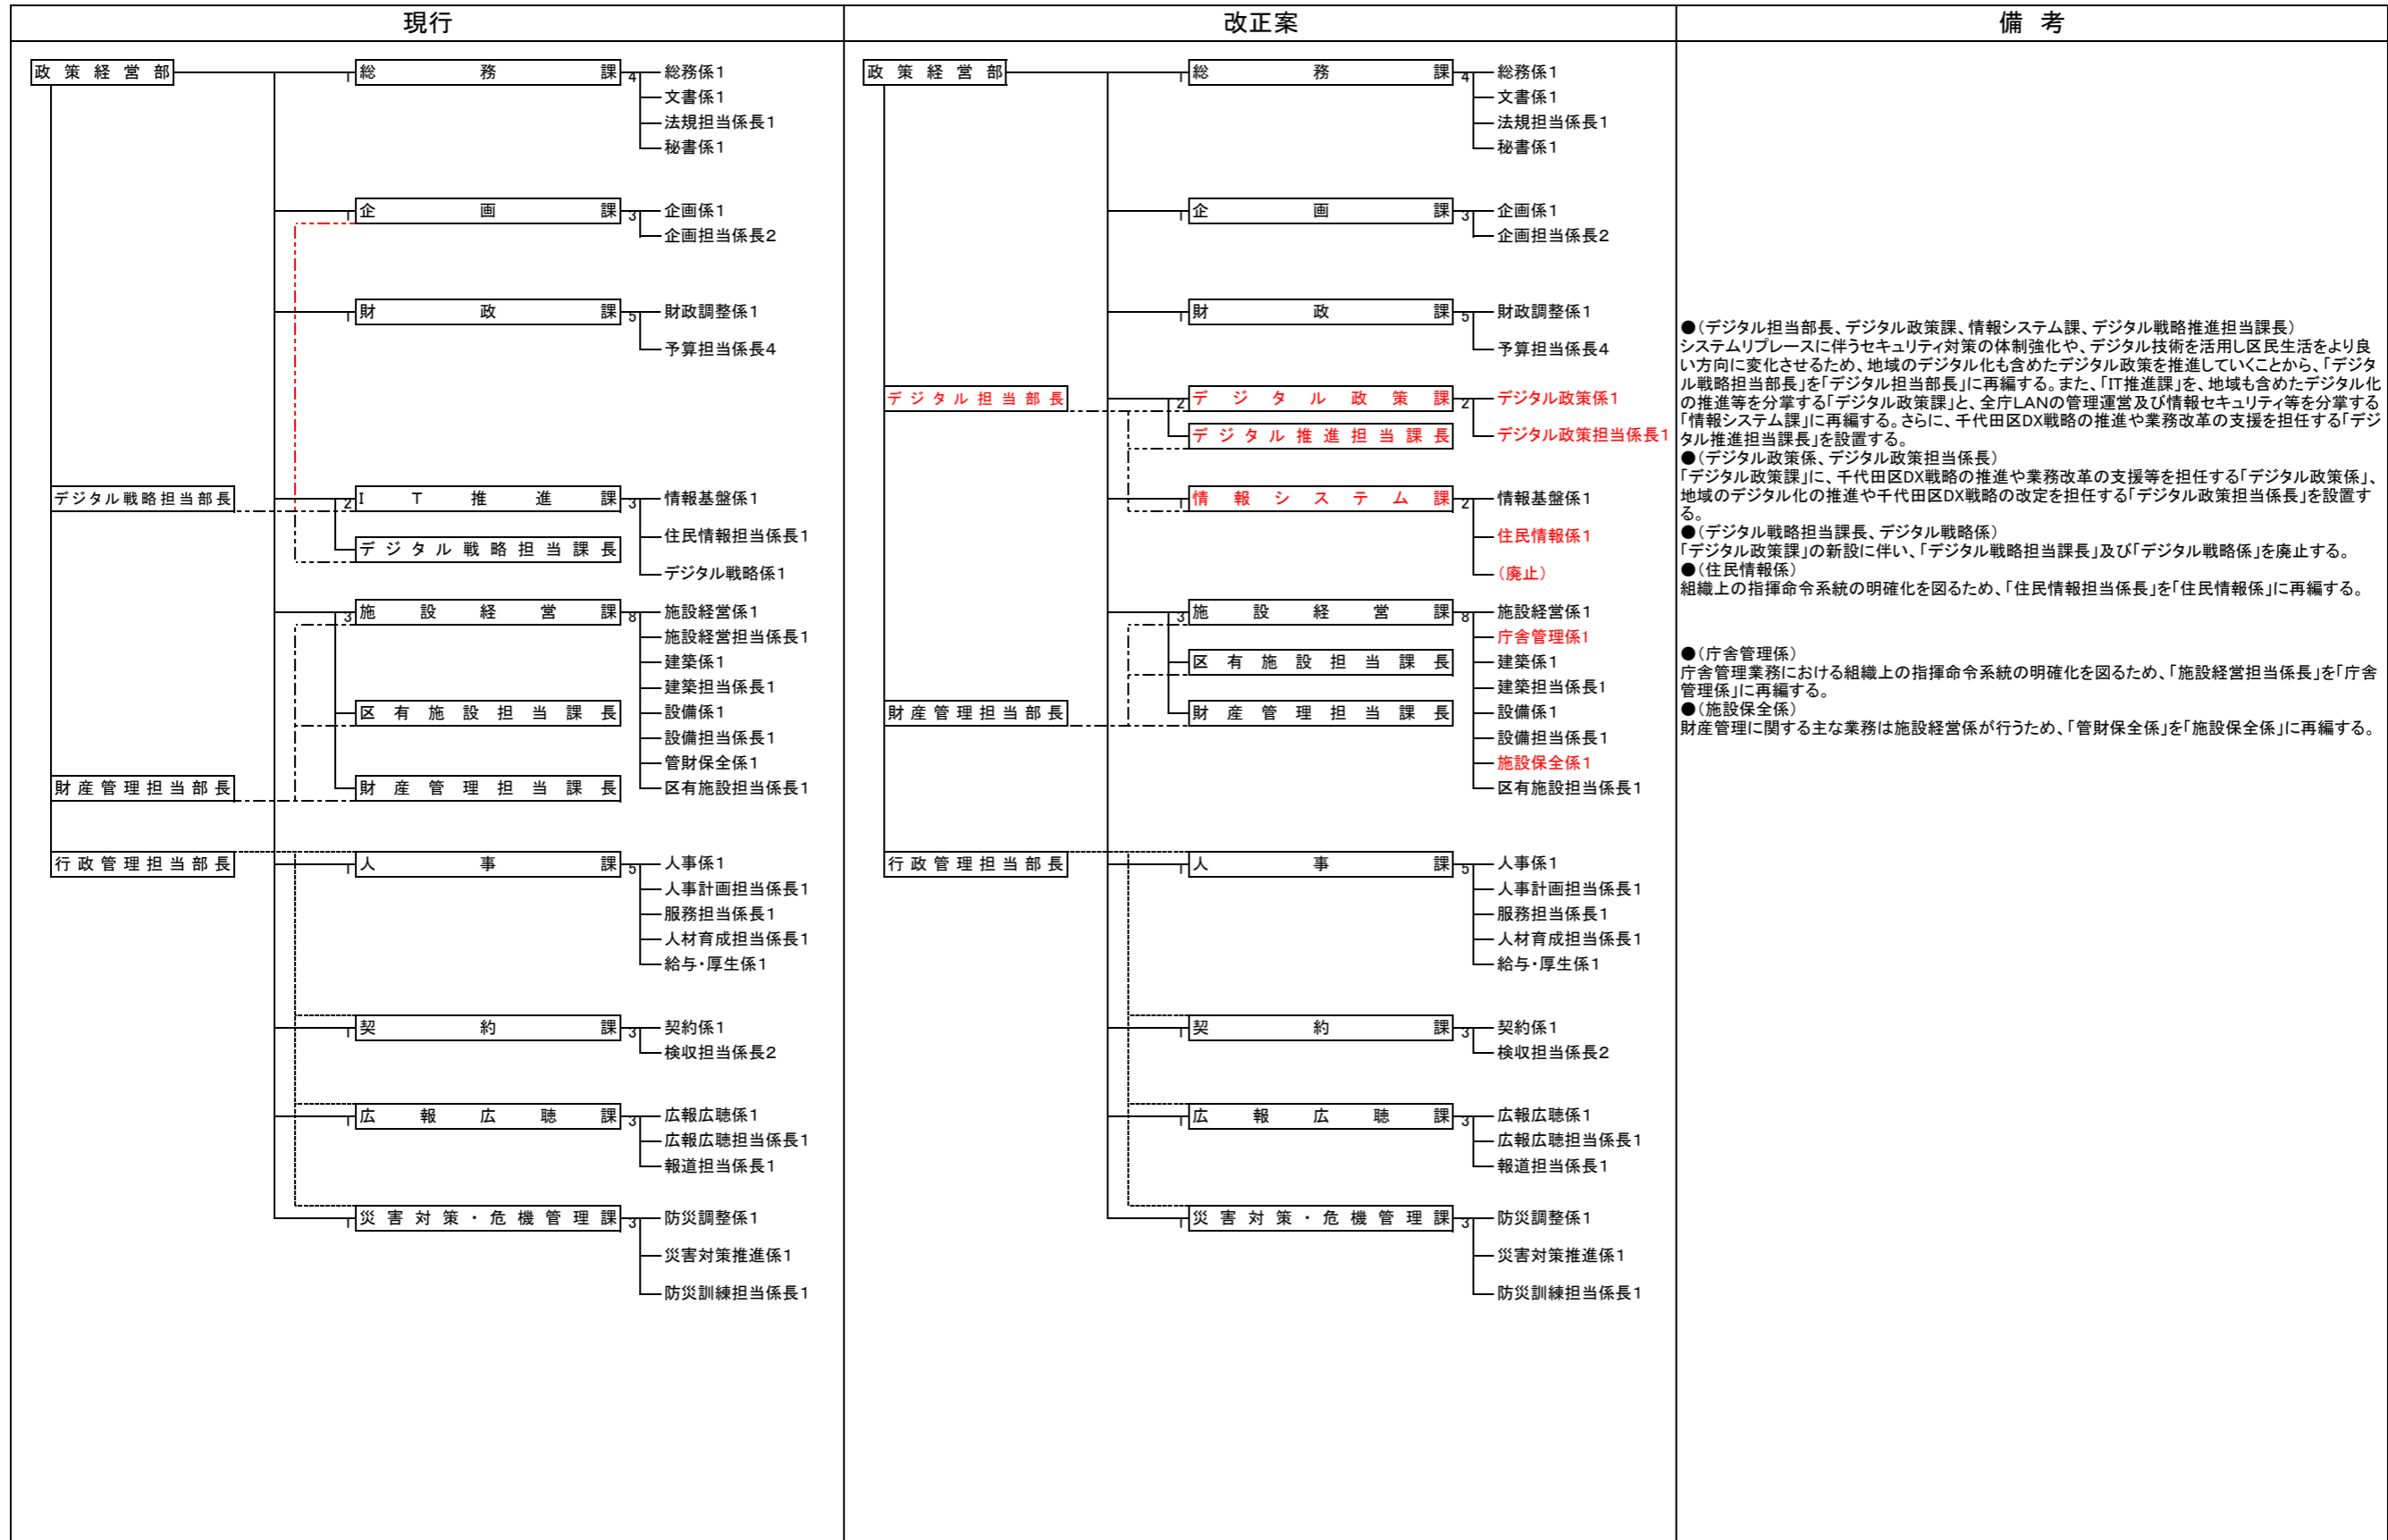 現行
政策経営部
1
総務課
4
総務係1
文書係1
法規担当係長1
秘書係1
1
企画課
3
企画係1
企画担当係長2
1
財政課
5
財政調整係1
予算担当係長4
デジタル戦略担当部長
2
IT推進課
3
情報基盤係1
住民情報担当係長1
デジタル戦略担当課長
デジタル戦略係1
3
施設経営課
8
施設経営係1
施設経営担当係長1
建築係1
建築担当係長1
区有施設担当課長
設備係1
設備担当係長1
管財保全係1
財産管理担当部長
財産管理担当課長
区有施設担当係長1
行政管理担当部長
1
人事課
5
人事係1
人事計画担当係長1
服務担当係長1
人材育成担当係長1
給与・厚生係1
1
契約課
3
契約係1
検収担当係長2
1
広報広聴課
3
広報広聴係1
広報広聴担当係長1
報道担当係長1
1
災害対策・危機管理課
3
防災調整係1
災害対策推進係1
防災訓練担当係長1
改正案
政策経営部
1
総務課
4
総務係1
文書係1
法規担当係長1
秘書係1
1
企画課
3
企画係1
企画担当係長2
1
財政課
5
財政調整係1
予算担当係長4
デジタル担当部長
2
デジタル政策課
2
デジタル政策係1
デジタル推進担当課長
デジタル政策担当係長1
1
情報システム課
2
情報基盤係1
住民情報係1
(廃止)
3
施設経営課
8
施設経営係1
庁舎管理係1
区有施設担当課長
建築係1
建築担当係長1
財産管理担当部長
財産管理担当課長
設備係1
設備担当係長1
施設保全係1
区有施設担当係長1
行政管理担当部長
1
人事課
5
人事係1
人事計画担当係長1
服務担当係長1
人材育成担当係長1
給与・厚生係1
1
契約課
3
契約係1
検収担当係長2
1
広報広聴課
3
広報広聴係1
広報広聴担当係長1
報道担当係長1
1
災害対策・危機管理課
3
防災調整係1
災害対策推進係1
防災訓練担当係長1
備考
●(デジタル担当部長、デジタル政策課、情報システム課、デジタル戦略推進担当課長)
システムリプレースに伴うセキュリティ対策の体制強化や、デジタル技術を活用し区民生活をより良
い方向に変化させるため、地域のデジタル化も含めたデジタル政策を推進していくことから、「デジタ
ル戦略担当部長」を「デジタル担当部長」に再編する。また、「IT推進課」を、地域も含めたデジタル化
の推進等を分掌する「デジタル政策課」と、全庁LANの管理運営及び情報セキュリティ等を分掌する
「情報システム課」に再編する。さらに、千代田区DX戦略の推進や業務改革の支援を担任する「デジ
タル推進担当課長」を設置する。
●(デジタル政策係、デジタル政策担当係長)
「デジタル政策課」に、千代田区DX戦略の推進や業務改革の支援等を担任する「デジタル政策係」、
地域のデジタル化の推進や千代田区DX戦略の改定を担任する「デジタル政策担当係長」を設置す
る。
●(デジタル戦略担当課長、デジタル戦略係)
「デジタル政策課」の新設に伴い、「デジタル戦略担当課長」及び「デジタル戦略係」を廃止する。
●(住民情報係)
組織上の指揮命令系統の明確化を図るため、「住民情報担当係長」を「住民情報係」に再編する。
●(庁舎管理係)
庁舎管理業務における組織上の指揮命令系統の明確化を図るため、「施設経営担当係長」を「庁舎
管理係」に再編する。
●(施設保全係)
財産管理に関する主な業務は施設経営係が行うため、「管財保全係」を「施設保全係」に再編する。